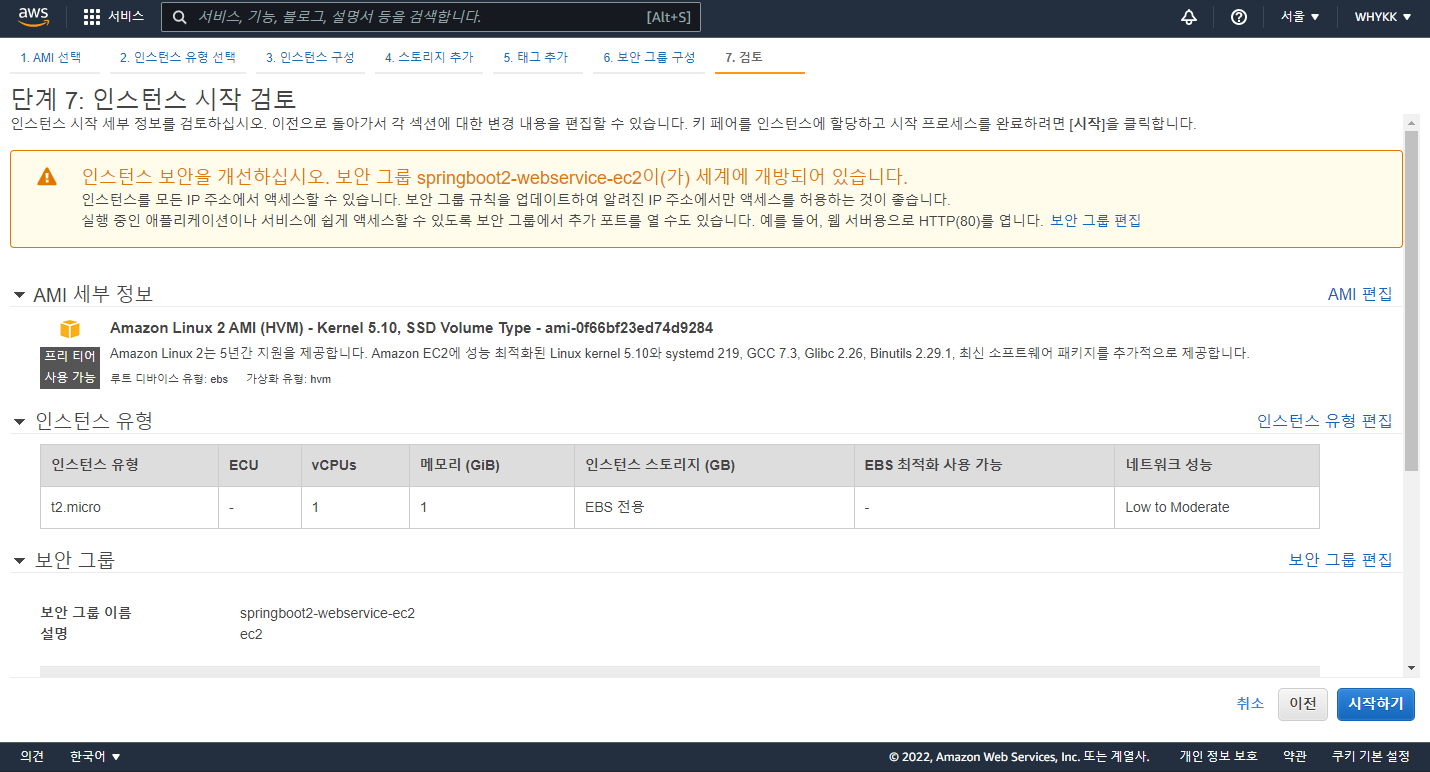 aws 서비스 서비스, 기능, 블로그, 설명서 등을 검색합니다. [Alt+S] 서울 ▼ WHYKK ▼
1. AMI 선택 2. 인스턴스 유형 선택 3. 인스턴스 구성 4. 스토리지 추가 5. 태그 추가 6. 보안 그룹 구성 7. 검토
단계 7: 인스턴스 시작 검토
인스턴스 시작 세부 정보를 검토하십시오. 이전으로 돌아가서 각 섹션에 대한 변경 내용을 편집할 수 있습니다. 키 페어를 인스턴스에 할당하고 시작 프로세스를 완료하려면 [시작]을 클릭합니다.
인스턴스 보안을 개선하십시오. 보안 그룹 springboot2-webservice-ec2이(가) 세계에 개방되어 있습니다.
인스턴스를 모든 IP 주소에서 액세스할 수 있습니다. 보안 그룹 규칙을 업데이트하여 알려진 IP 주소에서만 액세스를 허용하는 것이 좋습니다.
실행 중인 애플리케이션이나 서비스에 쉽게 액세스할 수 있도록 보안 그룹에서 추가 포트를 열 수도 있습니다. 예를 들어, 웹 서버용으로 HTTP(80)를 엽니다. 보안 그룹 편집
AMI 세부 정보 AMI 편집
Amazon Linux 2 AMI (HVM) - Kernel 5.10, SSD Volume Type - ami-0f66bf23ed74d9284
프리 티어 Amazon Linux 2는 5년간 지원을 제공합니다. Amazon EC2에 성능 최적화된 Linux kernel 5.10와 systemd 219, GCC 7.3, Glibc 2.26, Binutils 2.29.1, 최신 소프트웨어 패키지를 추가적으로 제공합니다.
사용 가능 루트 디바이스 유형: ebs 가상화 유형: hvm
인스턴스 유형 인스턴스 유형 편집
인스턴스 유형 ECU vCPUs 메모리 (GiB) 인스턴스 스토리지 (GB) EBS 최적화 사용 가능 네트워크 성능
t2.micro - 1 1 EBS 전용 - Low to Moderate
보안 그룹 보안 그룹 편집
보안 그룹 이름 springboot2-webservice-ec2
설명 ec2
취소 이전 시작하기
의견 한국어 ▼ © 2022, Amazon Web Services, Inc. 또는 계열사. 개인 정보 보호 약관 쿠키 기본 설정